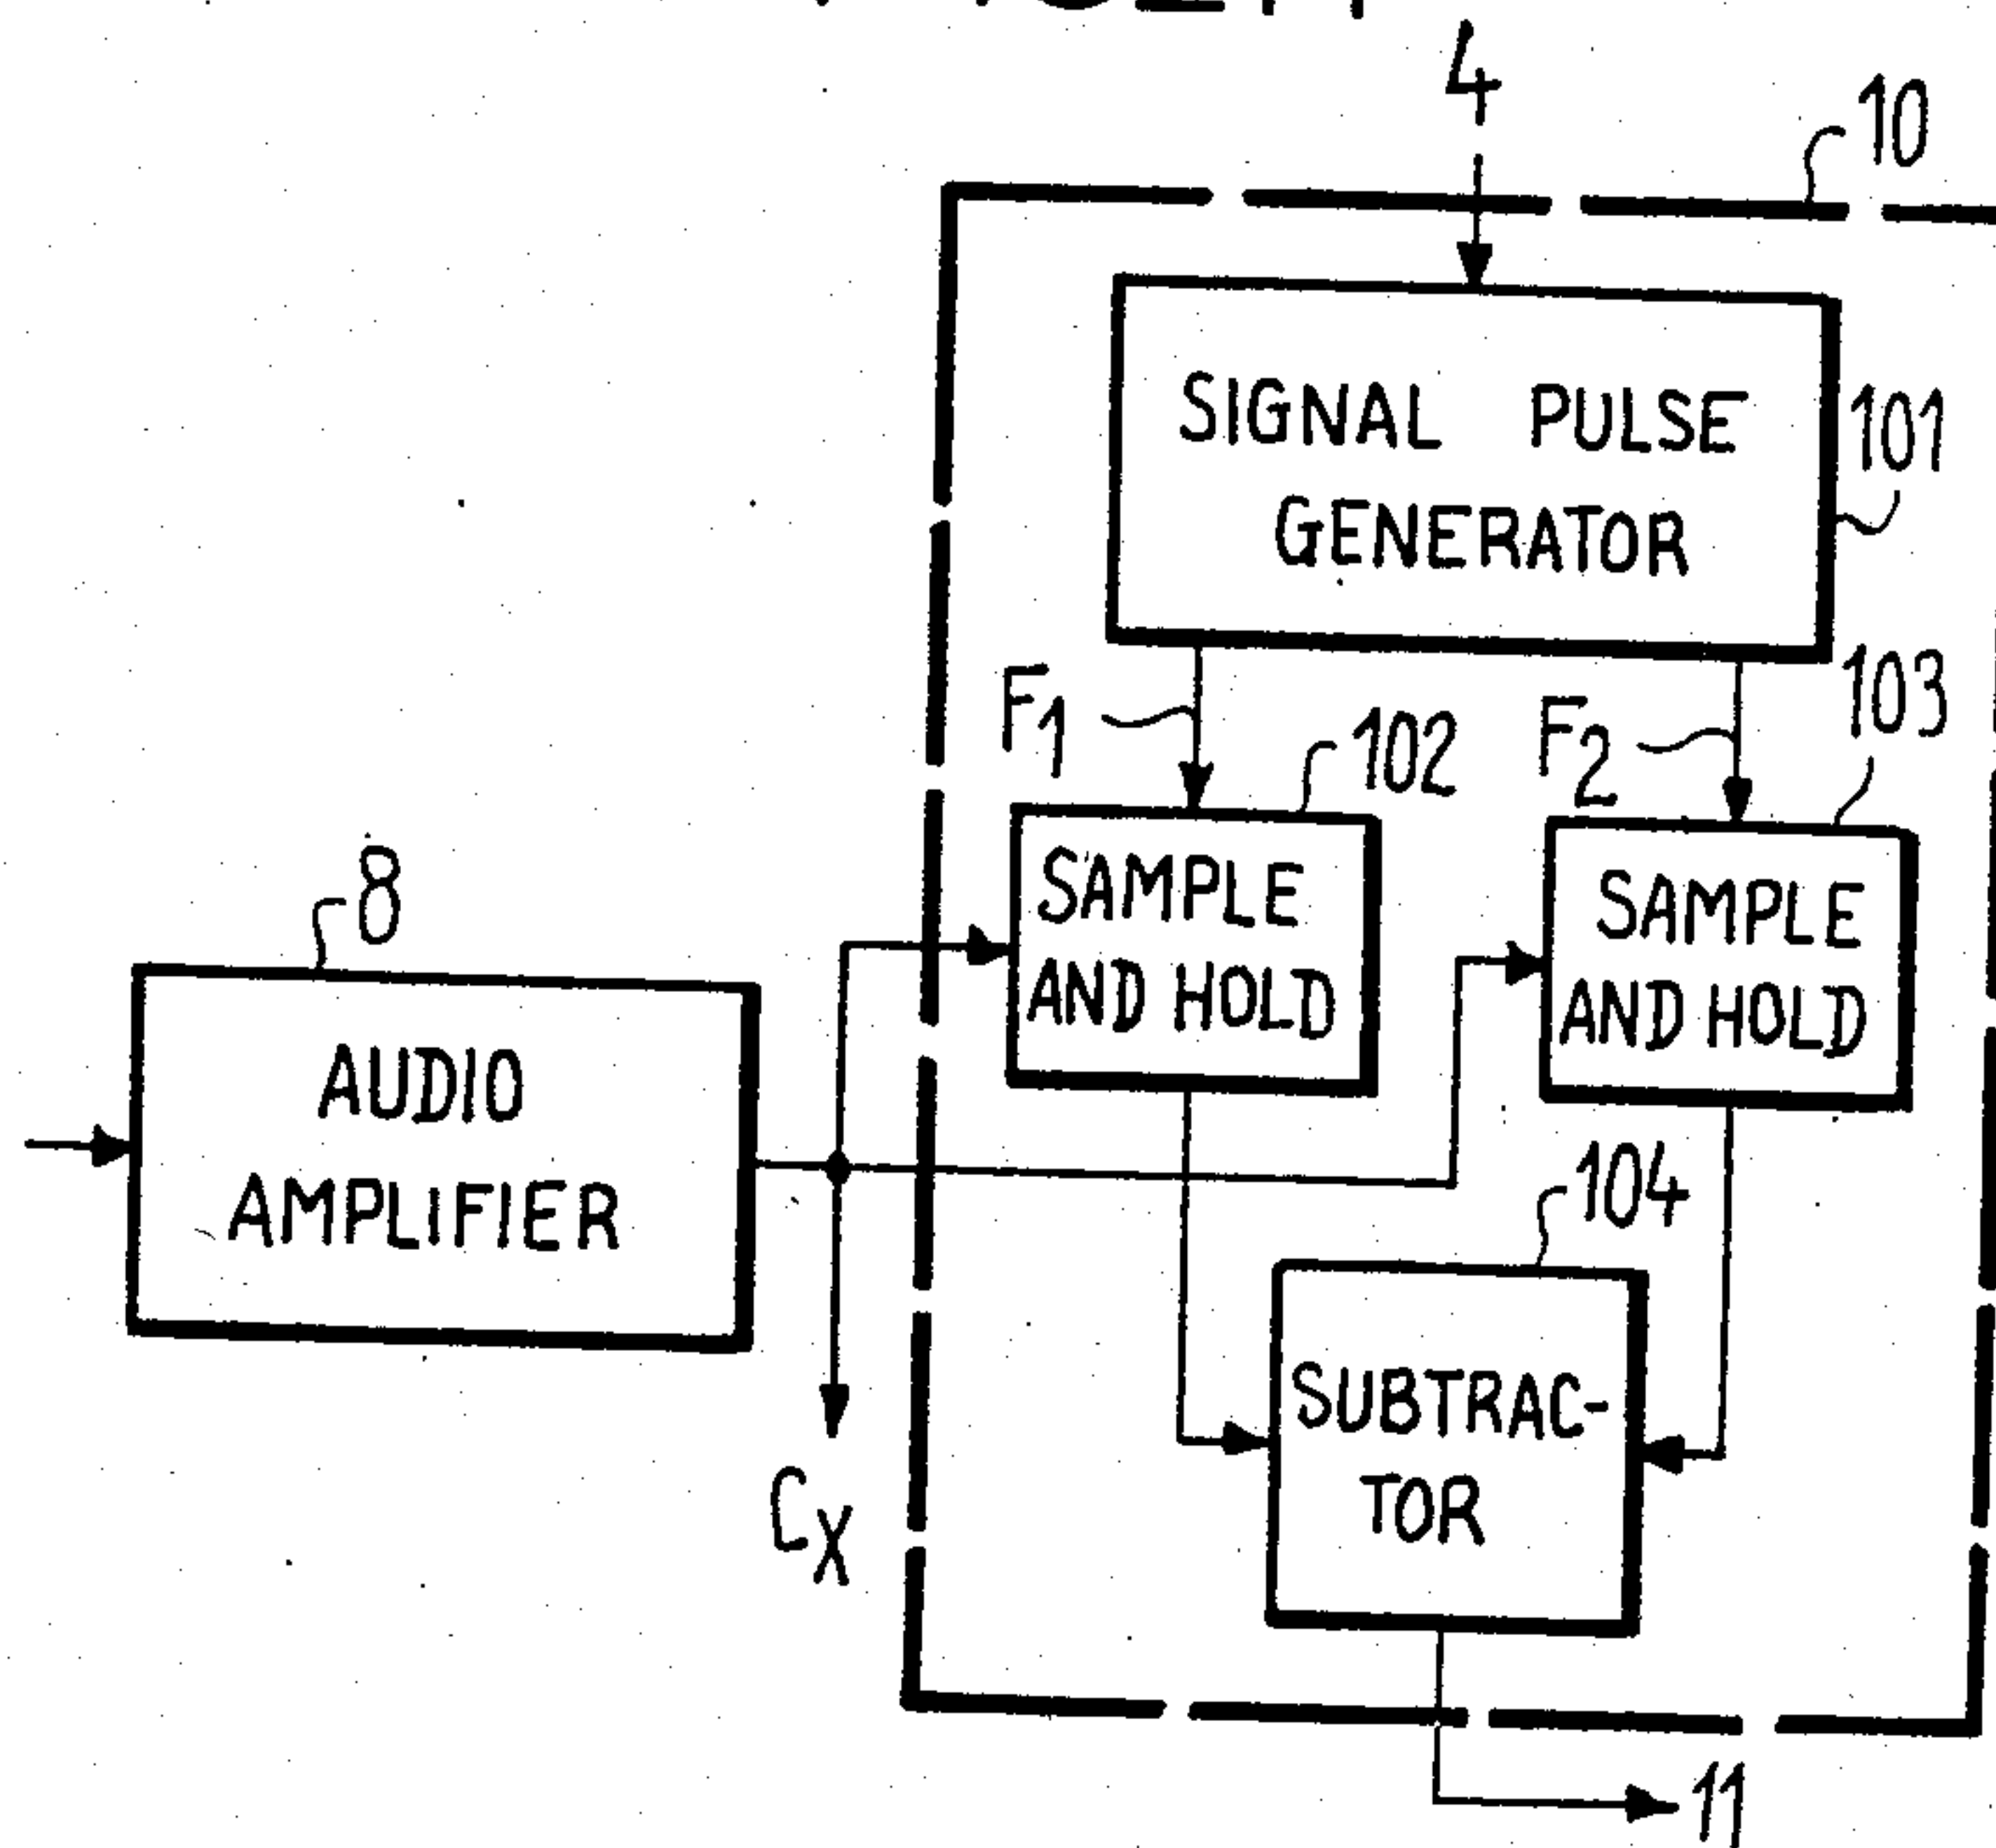 4
10
SIGNAL PULSE
GENERATOR
101
F1
102
F2
103
SAMPLE
AND HOLD
SAMPLE
AND HOLD
8
AUDIO
AMPLIFIER
104
SUBTRAC-
TOR
CX
11